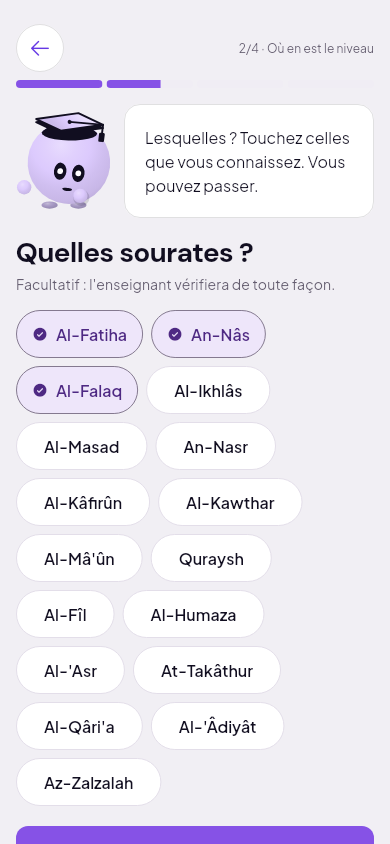 2/4 · Où en est le niveau
Lesquelles ? Touchez celles
que vous connaissez. Vous
pouvez passer.
Quelles sourates ?
Facultatif : l'enseignant vérifiera de toute façon.
Al-Fatiha An-Nâs
Al-Falaq Al-Ikhlâs
Al-Masad An-Nasr
Al-Kâfirûn Al-Kawthar
Al-Mâ'ûn Quraysh
Al-Fîl Al-Humaza
Al-'Asr At-Takâthur
Al-Qâri'a Al-'Âdiyât
Az-Zalzalah